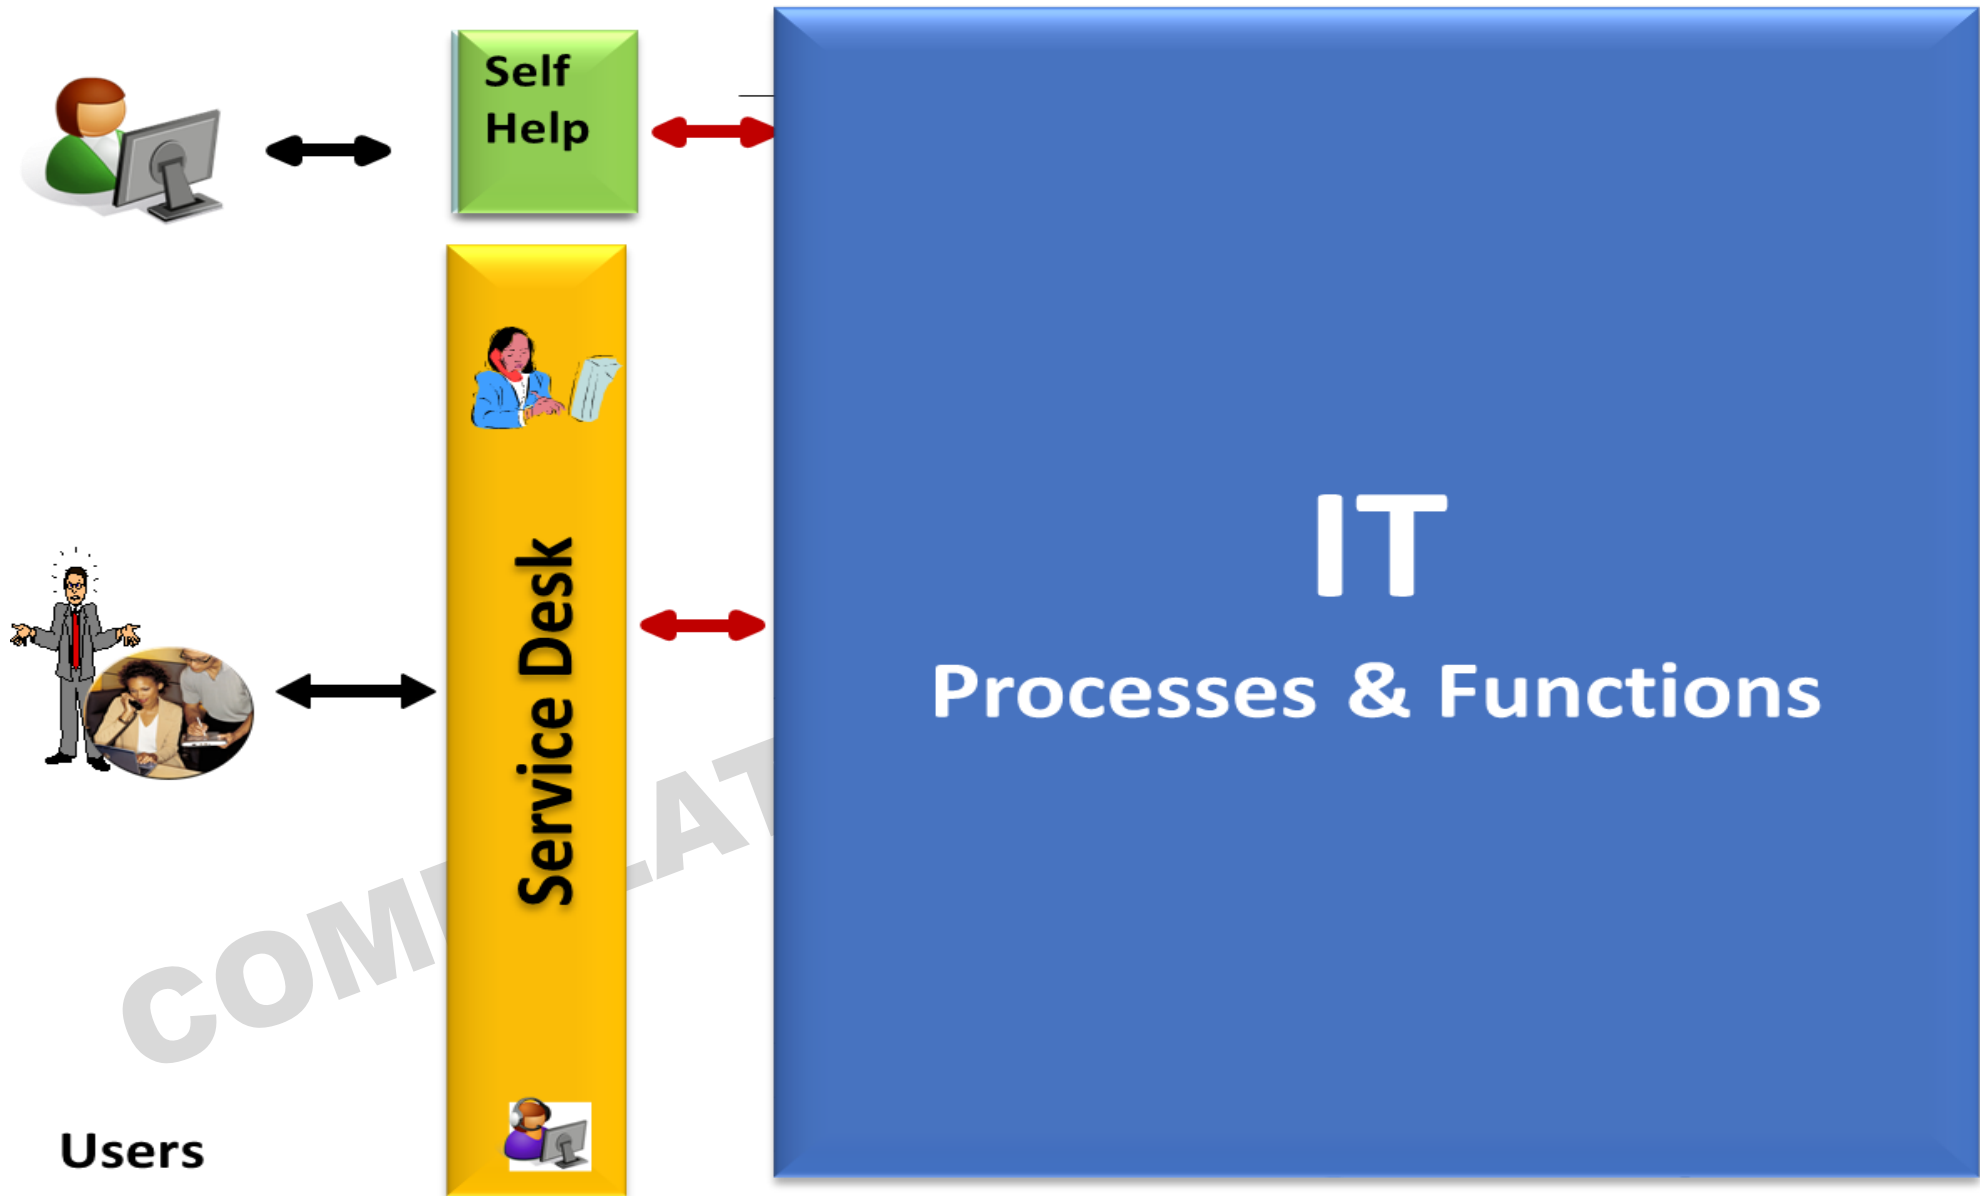 Self
Help
Service Desk
IT
Processes & Functions
Users